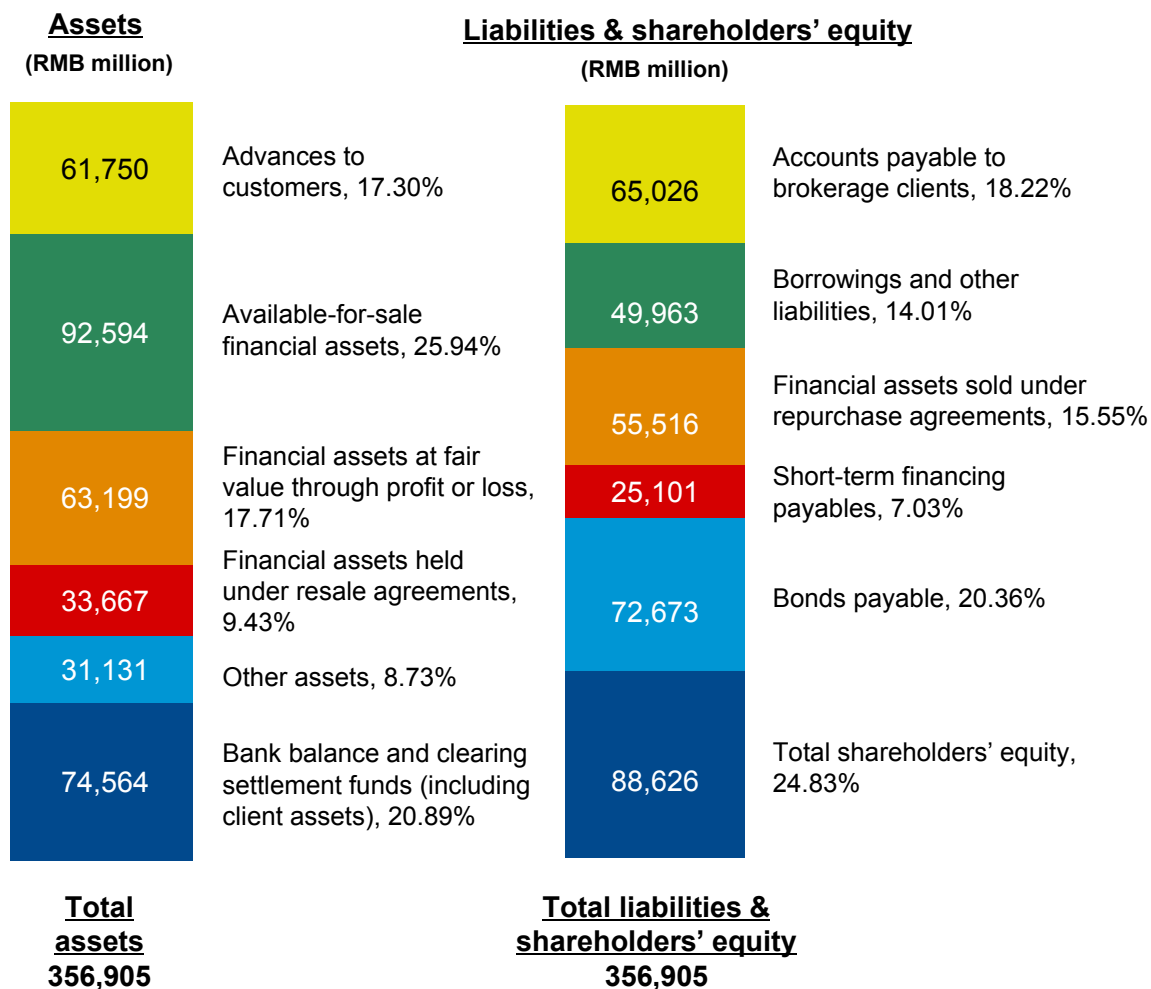 Assets
(RMB million)
61,750
Advances to
customers, 17.30%
92,594
Available-for-sale
financial assets, 25.94%
63,199
Financial assets at fair
value through profit or loss,
17.71%
33,667
Financial assets held
under resale agreements,
9.43%
31,131
Other assets, 8.73%
74,564
Bank balance and clearing
settlement funds (including
client assets), 20.89%
Total
assets
356,905
Liabilities & shareholders’ equity
(RMB million)
65,026
Accounts payable to
brokerage clients, 18.22%
49,963
Borrowings and other
liabilities, 14.01%
55,516
Financial assets sold under
repurchase agreements, 15.55%
25,101
Short-term financing
payables, 7.03%
72,673
Bonds payable, 20.36%
88,626
Total shareholders’ equity,
24.83%
Total liabilities &
shareholders’ equity
356,905